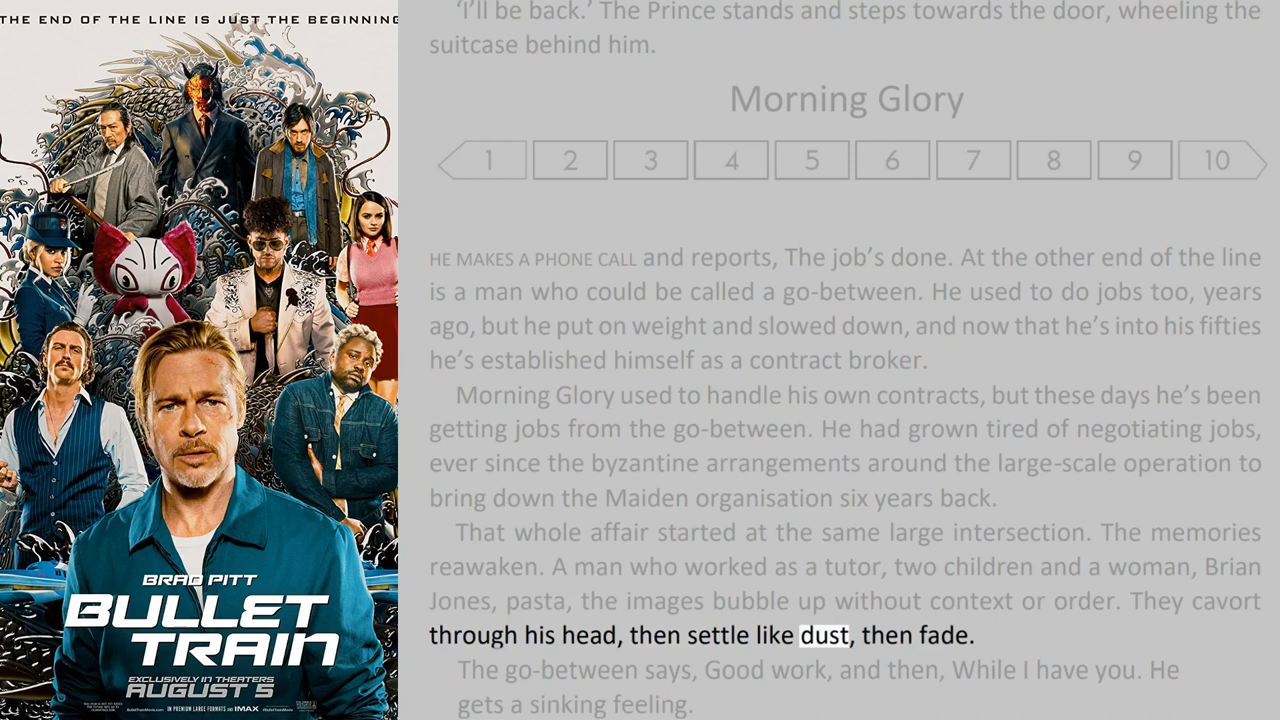 THE END OF THE LINE IS JUST THE BEGINNING
BRAD PITT
BULLET
TRAIN
EXCLUSIVELY IN THEATERS
AUGUST 5
IN PREMIUM LARGE FORMATS AND IMAX
‘I’ll be back.’ The Prince stands and steps towards the door, wheeling the
suitcase behind him.
Morning Glory
1 2 3 4 5 6 7 8 9 10
HE MAKES A PHONE CALL and reports, The job’s done. At the other end of the line
is a man who could be called a go-between. He used to do jobs too, years
ago, but he put on weight and slowed down, and now that he’s into his fifties
he’s established himself as a contract broker.
Morning Glory used to handle his own contracts, but these days he’s been
getting jobs from the go-between. He had grown tired of negotiating jobs,
ever since the byzantine arrangements around the large-scale operation to
bring down the Maiden organisation six years back.
That whole affair started at the same large intersection. The memories
reawaken. A man who worked as a tutor, two children and a woman, Brian
Jones, pasta, the images bubble up without context or order. They cavort
through his head, then settle like dust, then fade.
The go-between says, Good work, and then, While I have you. He
gets a sinking feeling.